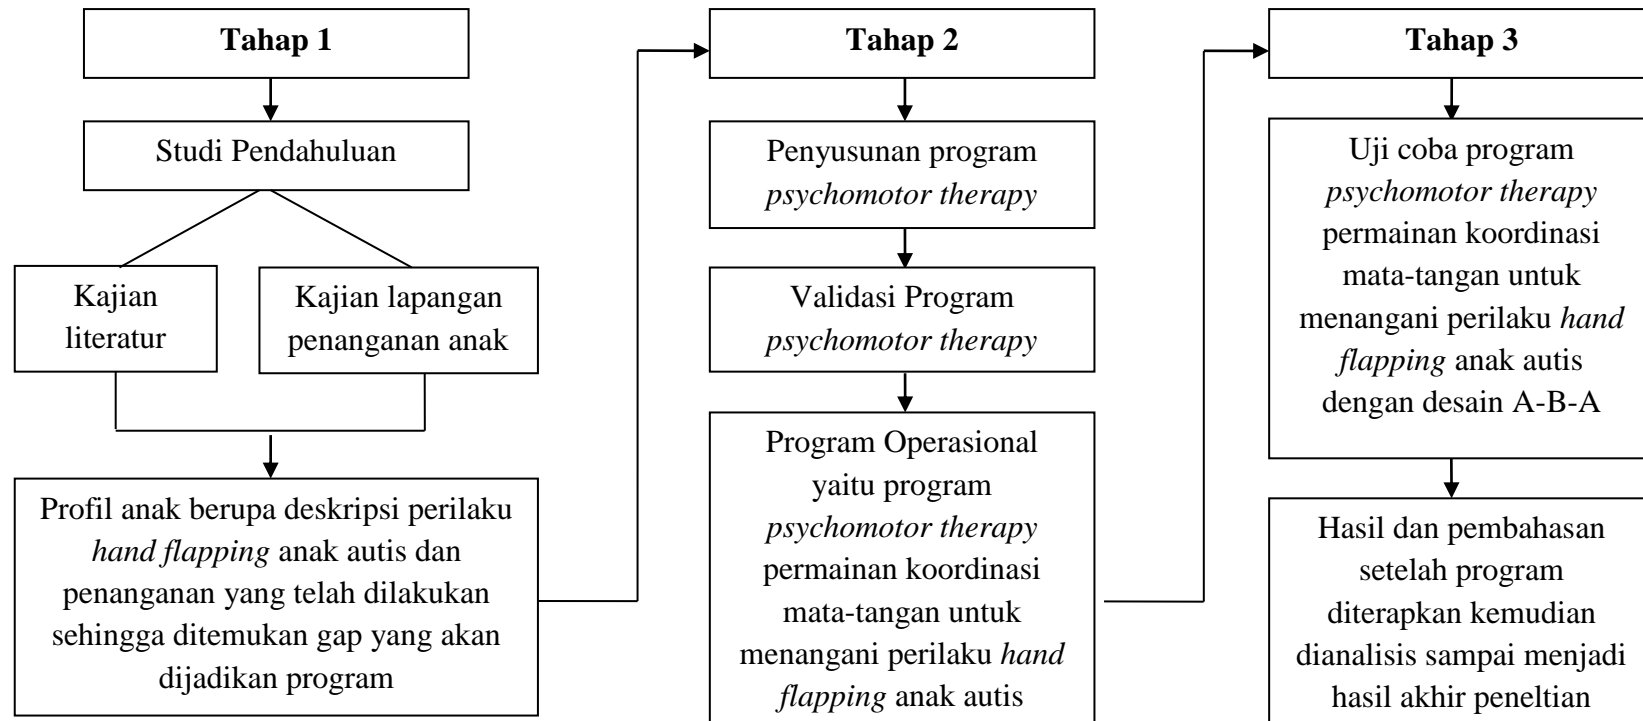 Tahap 1
Studi Pendahuluan
Kajian
literatur
Kajian lapangan
penanganan anak
Profil anak berupa deskripsi perilaku
hand flapping anak autis dan
penanganan yang telah dilakukan
sehingga ditemukan gap yang akan
dijadikan program
Tahap 2
Penyusunan program
psychomotor therapy
Validasi Program
psychomotor therapy
Program Operasional
yaitu program
psychomotor therapy
permainan koordinasi
mata-tangan untuk
menangani perilaku hand
flapping anak autis
Tahap 3
Uji coba program
psychomotor therapy
permainan koordinasi
mata-tangan untuk
menangani perilaku hand
flapping anak autis
dengan desain A-B-A
Hasil dan pembahasan
setelah program
diterapkan kemudian
dianalisis sampai menjadi
hasil akhir peneltian